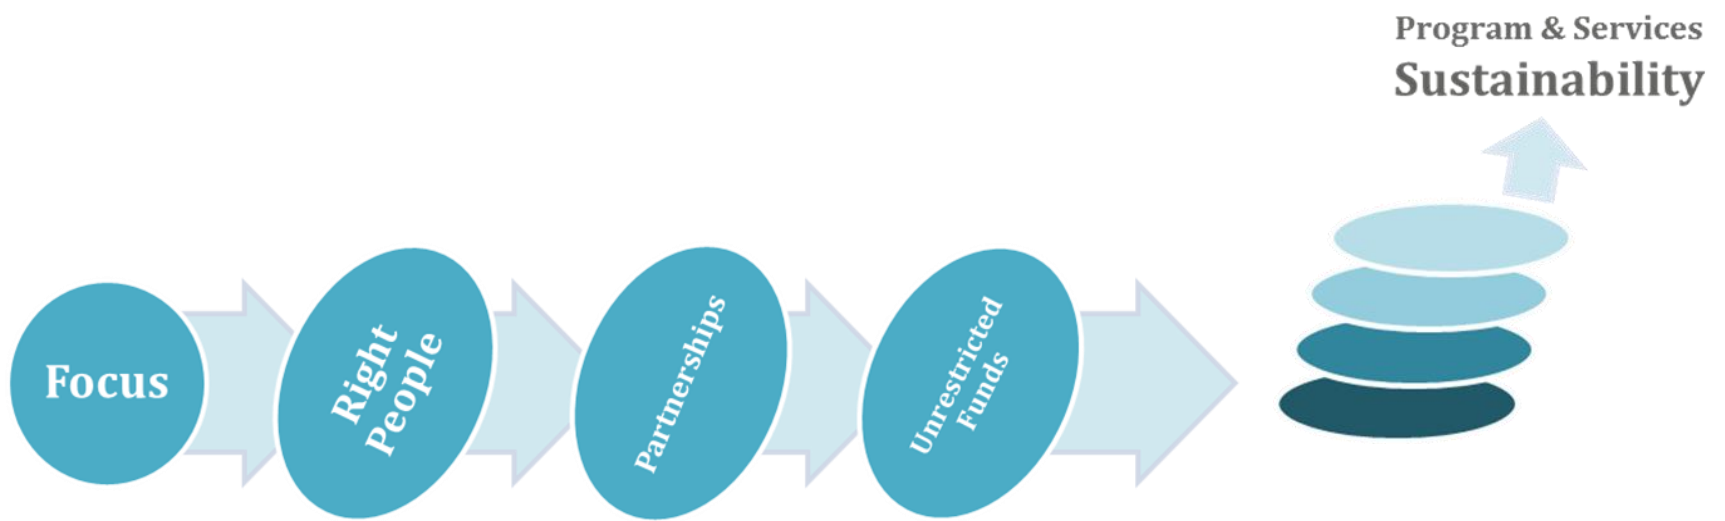 Program & Services
Sustainability
Focus
Right
People
Partnerships
Unrestricted
Funds